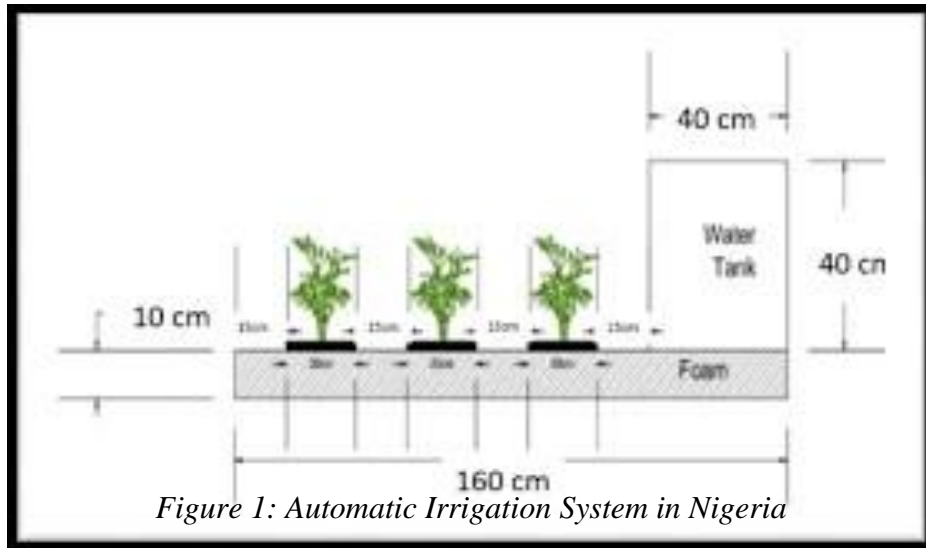 40 cm
Water
Tank
40 cm
10 cm
15cm 15cm 15cm 15cm
Foam
160 cm
Figure 1: Automatic Irrigation System in Nigeria